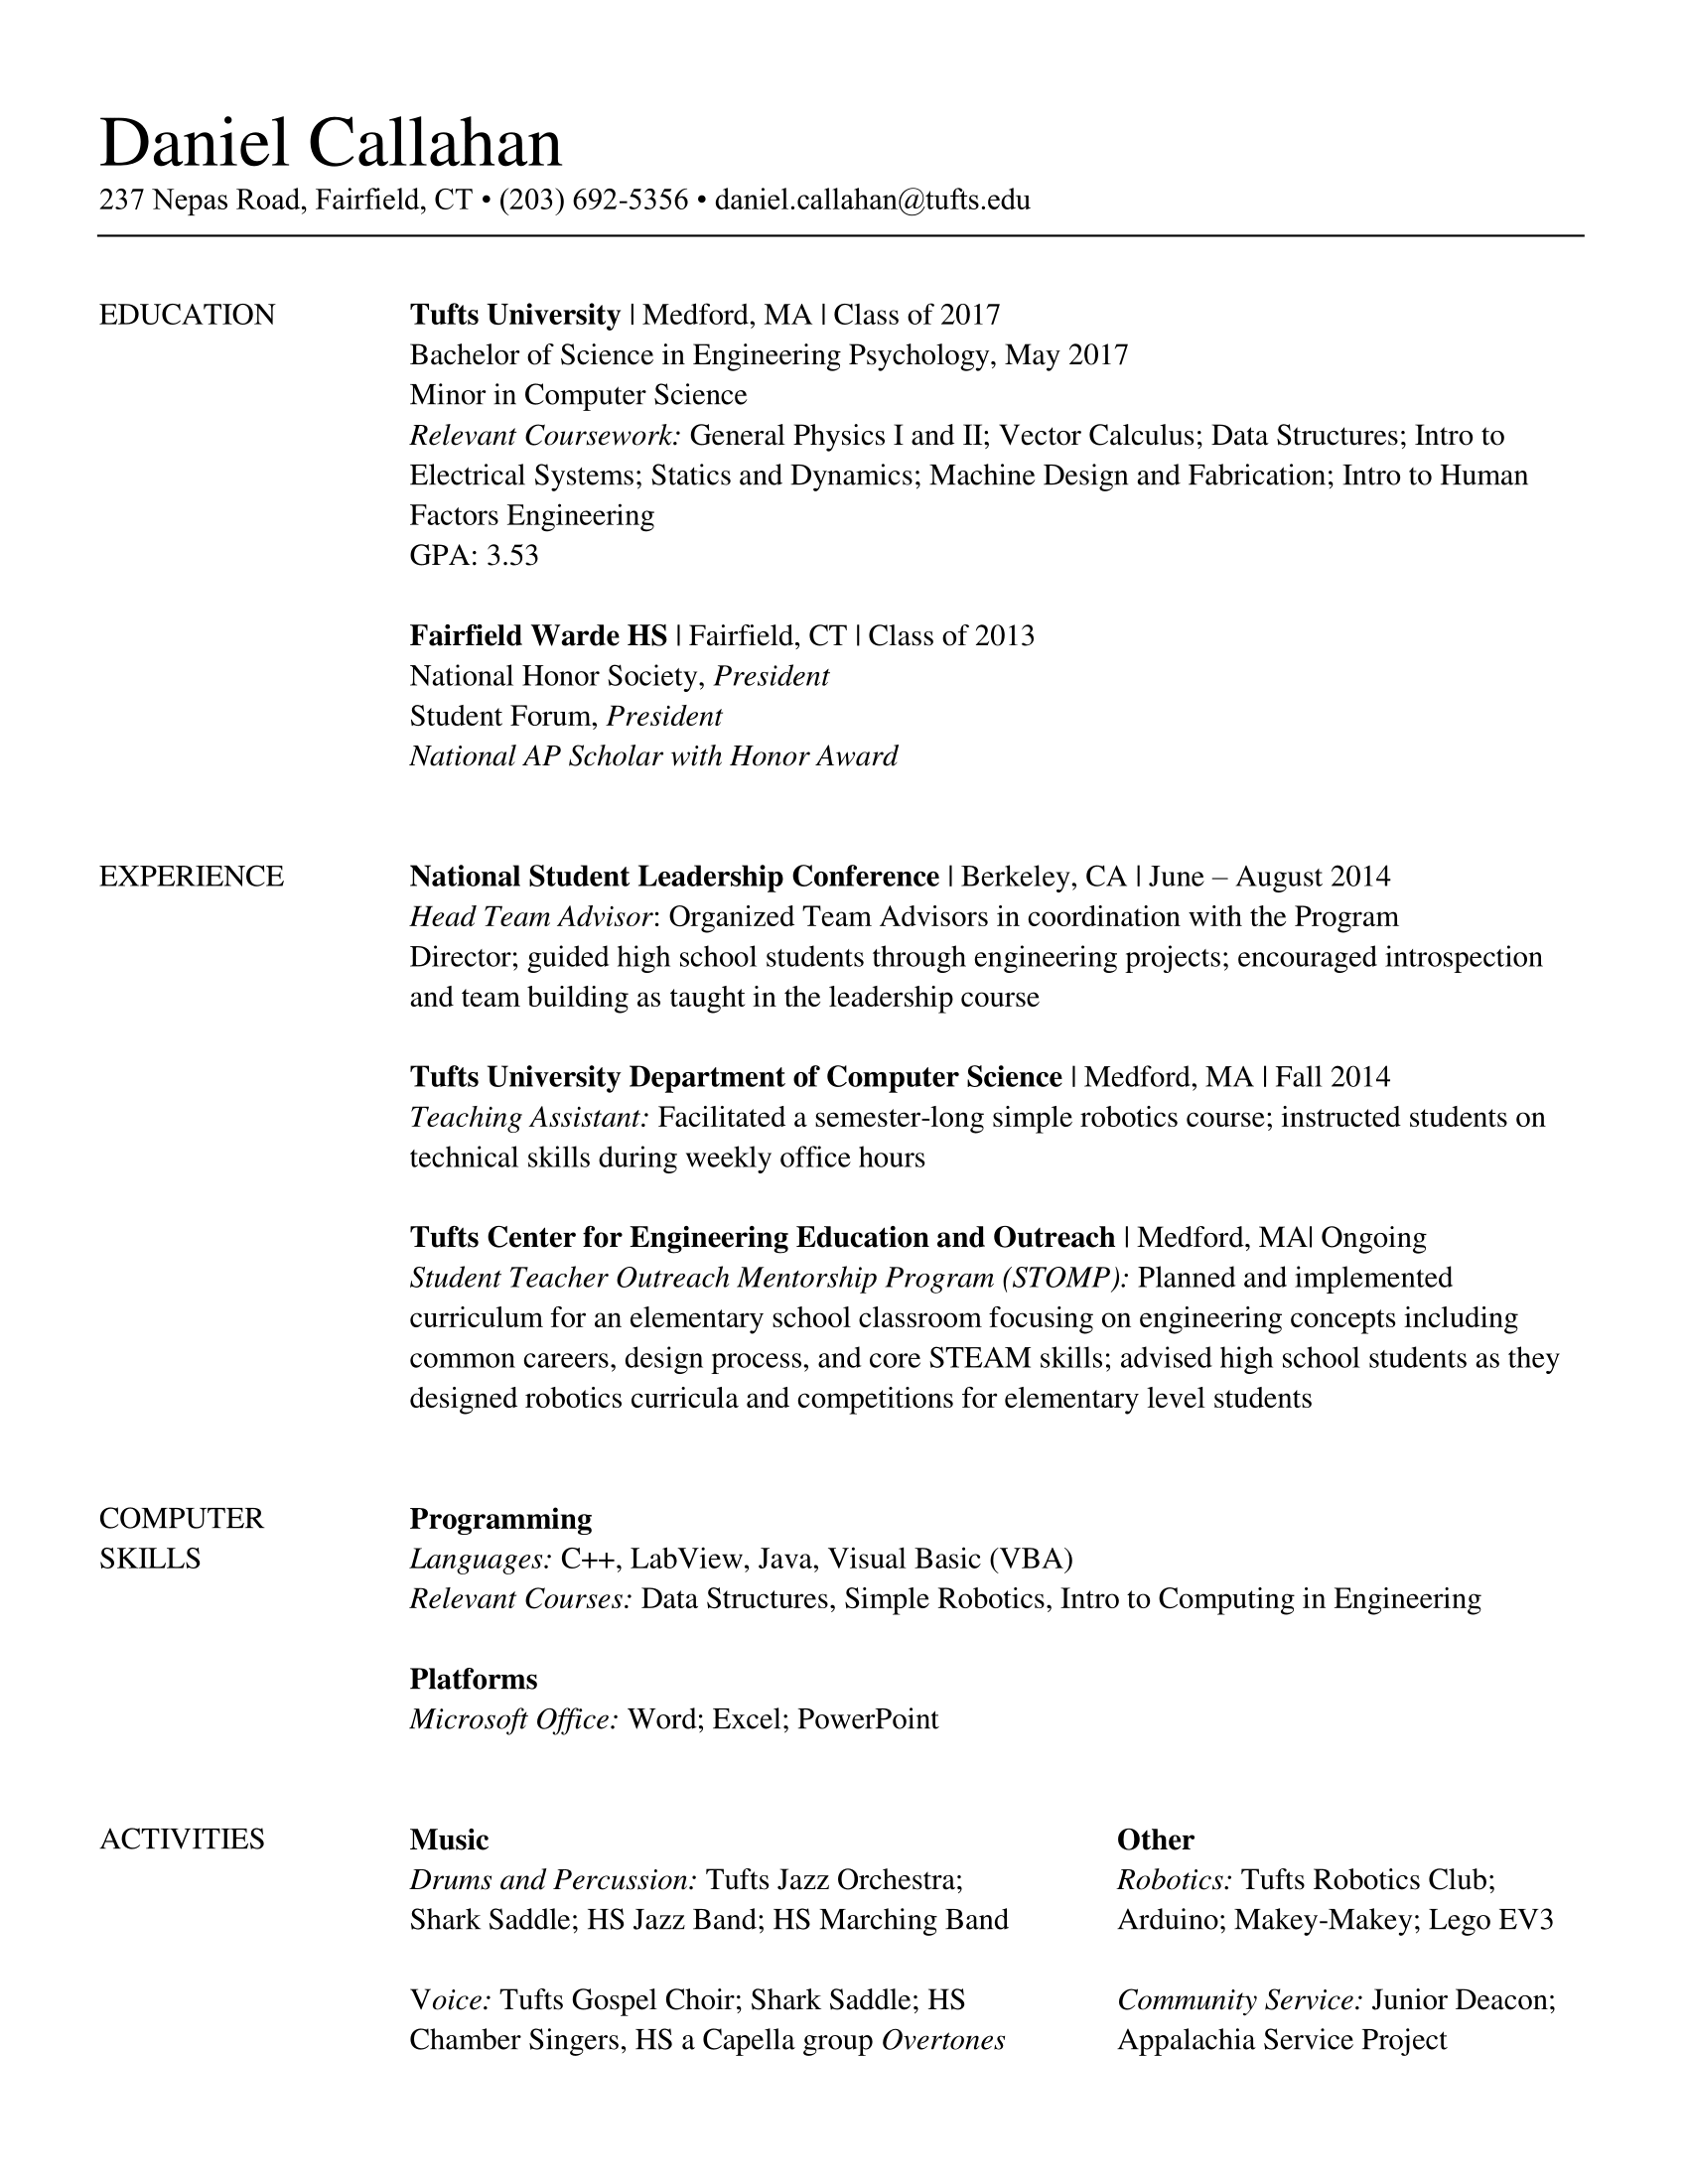 Daniel Callahan
237 Nepas Road, Fairfield, CT • (203) 692-5356 • daniel.callahan@tufts.edu
EDUCATION
Tufts University | Medford, MA | Class of 2017
Bachelor of Science in Engineering Psychology, May 2017
Minor in Computer Science
Relevant Coursework: General Physics I and II; Vector Calculus; Data Structures; Intro to
Electrical Systems; Statics and Dynamics; Machine Design and Fabrication; Intro to Human
Factors Engineering
GPA: 3.53
Fairfield Warde HS | Fairfield, CT | Class of 2013
National Honor Society, President
Student Forum, President
National AP Scholar with Honor Award
EXPERIENCE
National Student Leadership Conference | Berkeley, CA | June – August 2014
Head Team Advisor: Organized Team Advisors in coordination with the Program
Director; guided high school students through engineering projects; encouraged introspection
and team building as taught in the leadership course
Tufts University Department of Computer Science | Medford, MA | Fall 2014
Teaching Assistant: Facilitated a semester-long simple robotics course; instructed students on
technical skills during weekly office hours
Tufts Center for Engineering Education and Outreach | Medford, MA| Ongoing
Student Teacher Outreach Mentorship Program (STOMP): Planned and implemented
curriculum for an elementary school classroom focusing on engineering concepts including
common careers, design process, and core STEAM skills; advised high school students as they
designed robotics curricula and competitions for elementary level students
COMPUTER
SKILLS
Programming
Languages: C++, LabView, Java, Visual Basic (VBA)
Relevant Courses: Data Structures, Simple Robotics, Intro to Computing in Engineering
Platforms
Microsoft Office: Word; Excel; PowerPoint
ACTIVITIES
Music
Drums and Percussion: Tufts Jazz Orchestra;
Shark Saddle; HS Jazz Band; HS Marching Band
Voice: Tufts Gospel Choir; Shark Saddle; HS
Chamber Singers, HS a Capella group Overtones
Other
Robotics: Tufts Robotics Club;
Arduino; Makey-Makey; Lego EV3
Community Service: Junior Deacon;
Appalachia Service Project